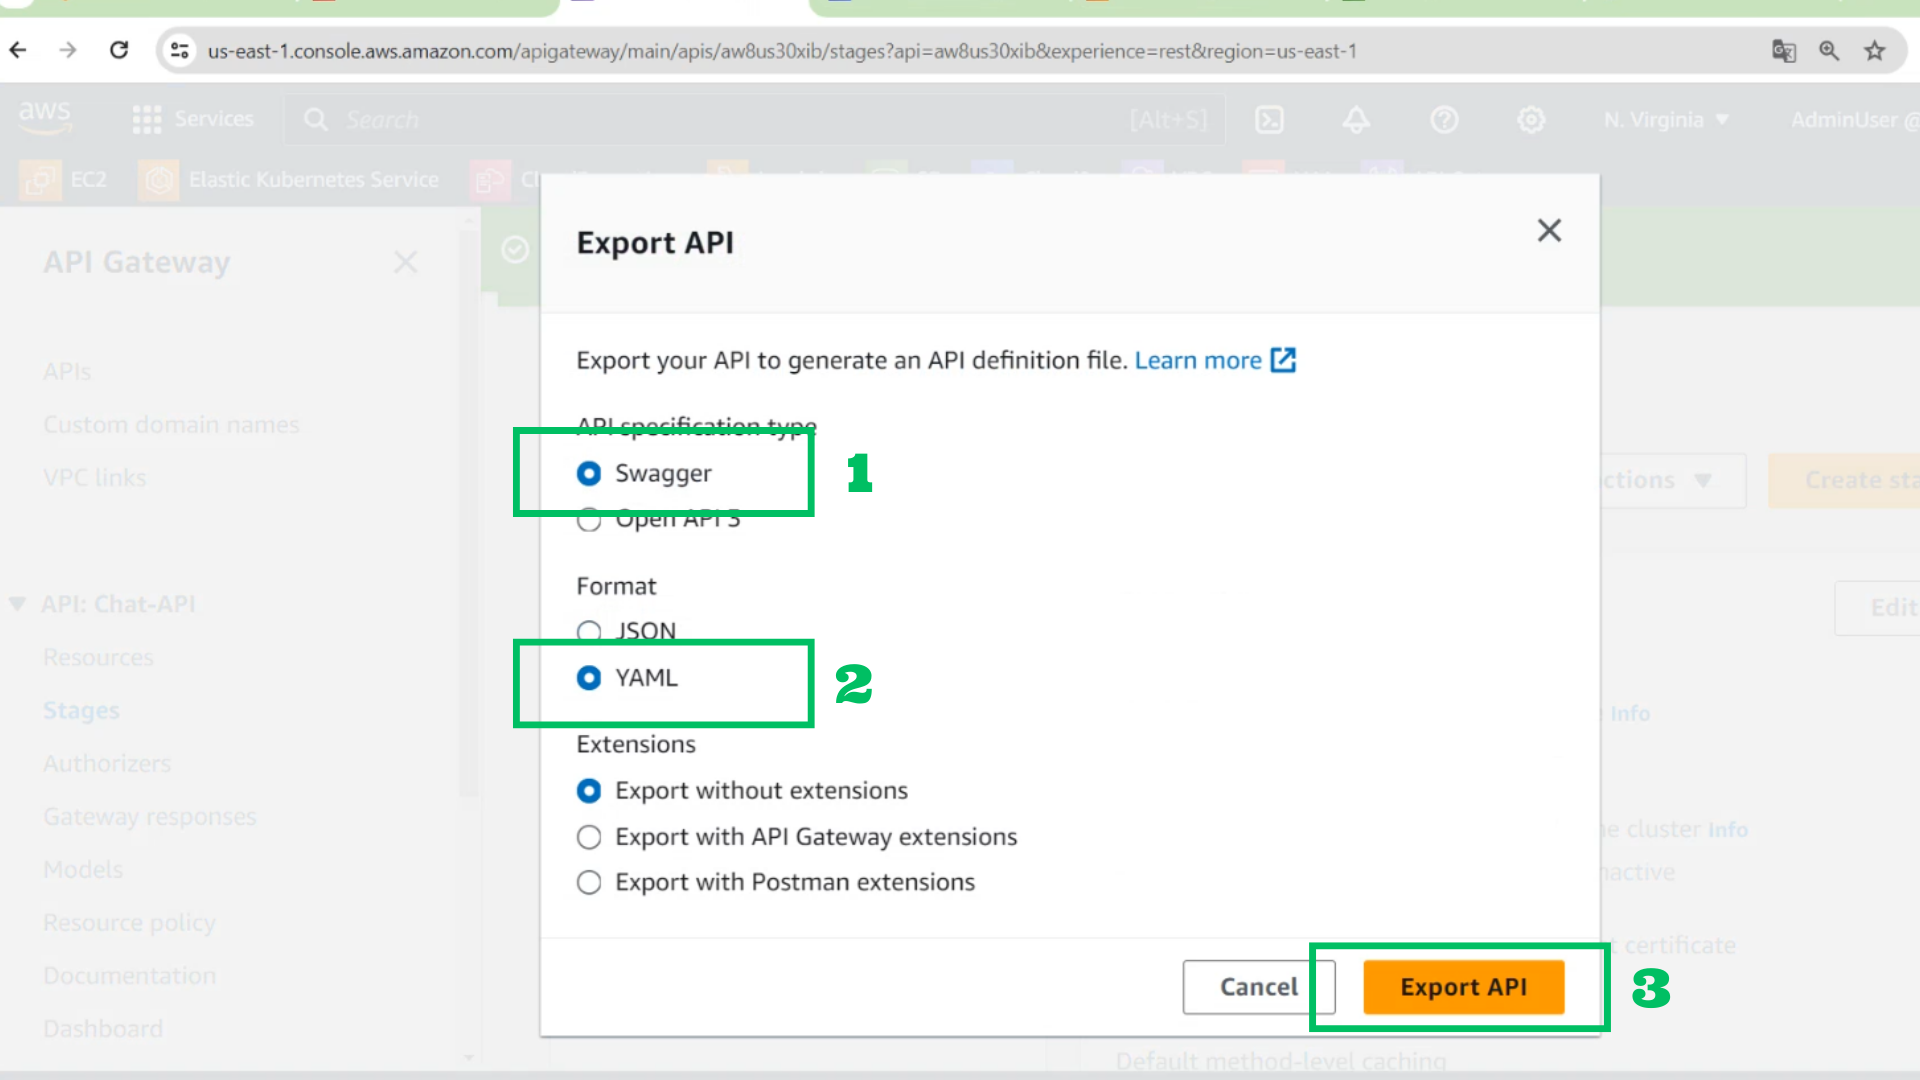 us-east-1.console.aws.amazon.com/apigateway/main/apis/aw8us30xib/stages?api=aw8us30xib&experience=rest&region=us-east-1
aws
Services
Search
[Alt+S]
N. Virginia
AdminUser @
EC2
Elastic Kubernetes Service
API Gateway
APIs
Custom domain names
VPC links
API: Chat-API
Resources
Stages
Authorizers
Gateway responses
Models
Resource policy
Documentation
Dashboard
Export API
Export your API to generate an API definition file. Learn more
API specification type
Swagger
1
Open API 3
Format
JSON
YAML
2
Extensions
Export without extensions
Export with API Gateway extensions
Export with Postman extensions
Cancel
Export API
3
ctions
Create sta
Edit
Info
he cluster Info
nactive
t certificate
Default method-level caching